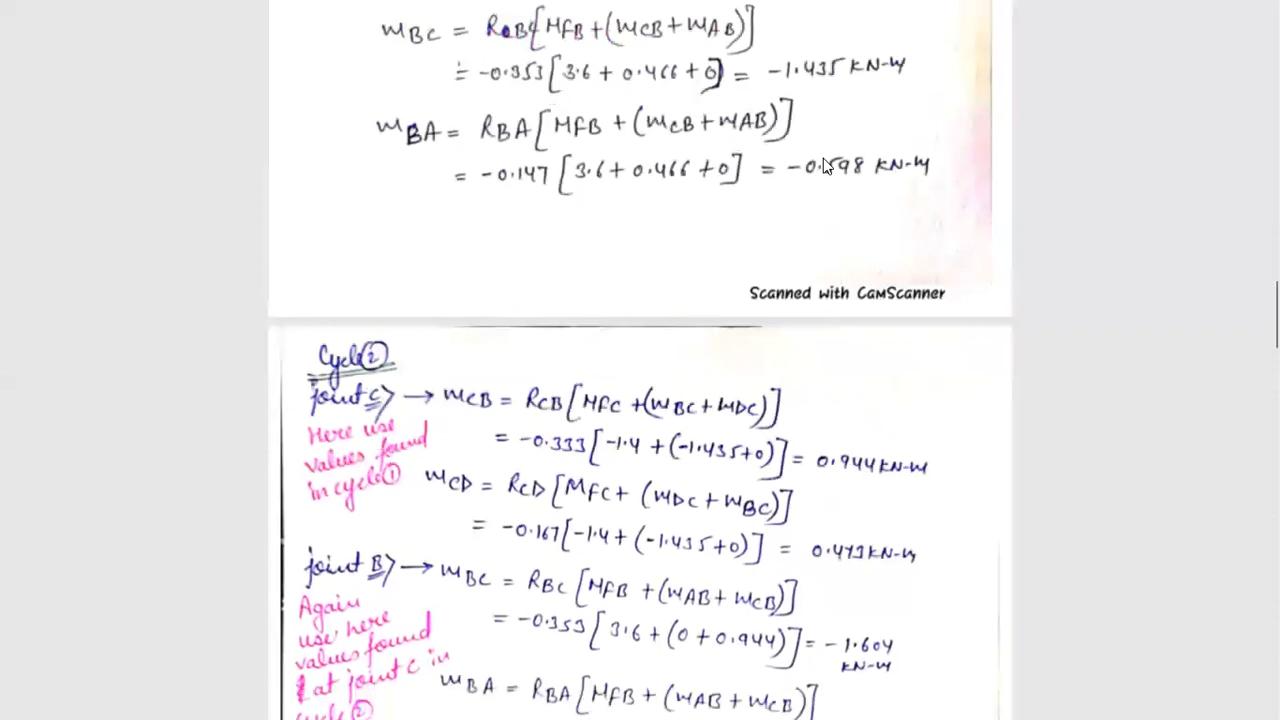 mBC = RBC[MFB + (mCB + mAB)]
= -0.353[3.6 + 0.466 + 0] = -1.435 KN-M
mBA = RBA[MFB + (mCB + mAB)]
= -0.147[3.6 + 0.466 + 0] = -0.598 KN-M
Scanned with CamScanner
Cycle ②
joint C> → mCB = RCB[MFC + (mBC + mDC)]
Here use
values found
in cycle ①
= -0.333[-1.4 + (-1.435+0)] = 0.944 KN-M
mCD = RCD[MFC + (mDC + mBC)]
= -0.167[-1.4 + (-1.435+0)] = 0.473 KN-M
joint B> → mBC = RBC[MFB + (mAB + mCB)]
Again
use here
values found
at joint C in
cycle ②
= -0.353[3.6 + (0 + 0.944)] = -1.604
KN-M
mBA = RBA[MFB + (mAB + mCB)]